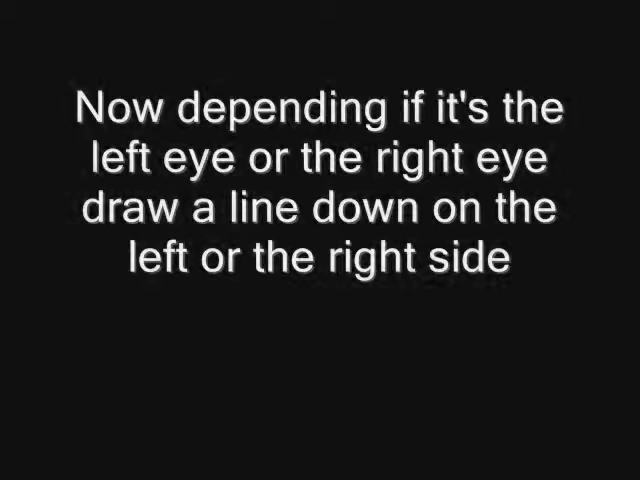 Now depending if it's the
left eye or the right eye
draw a line down on the
left or the right side